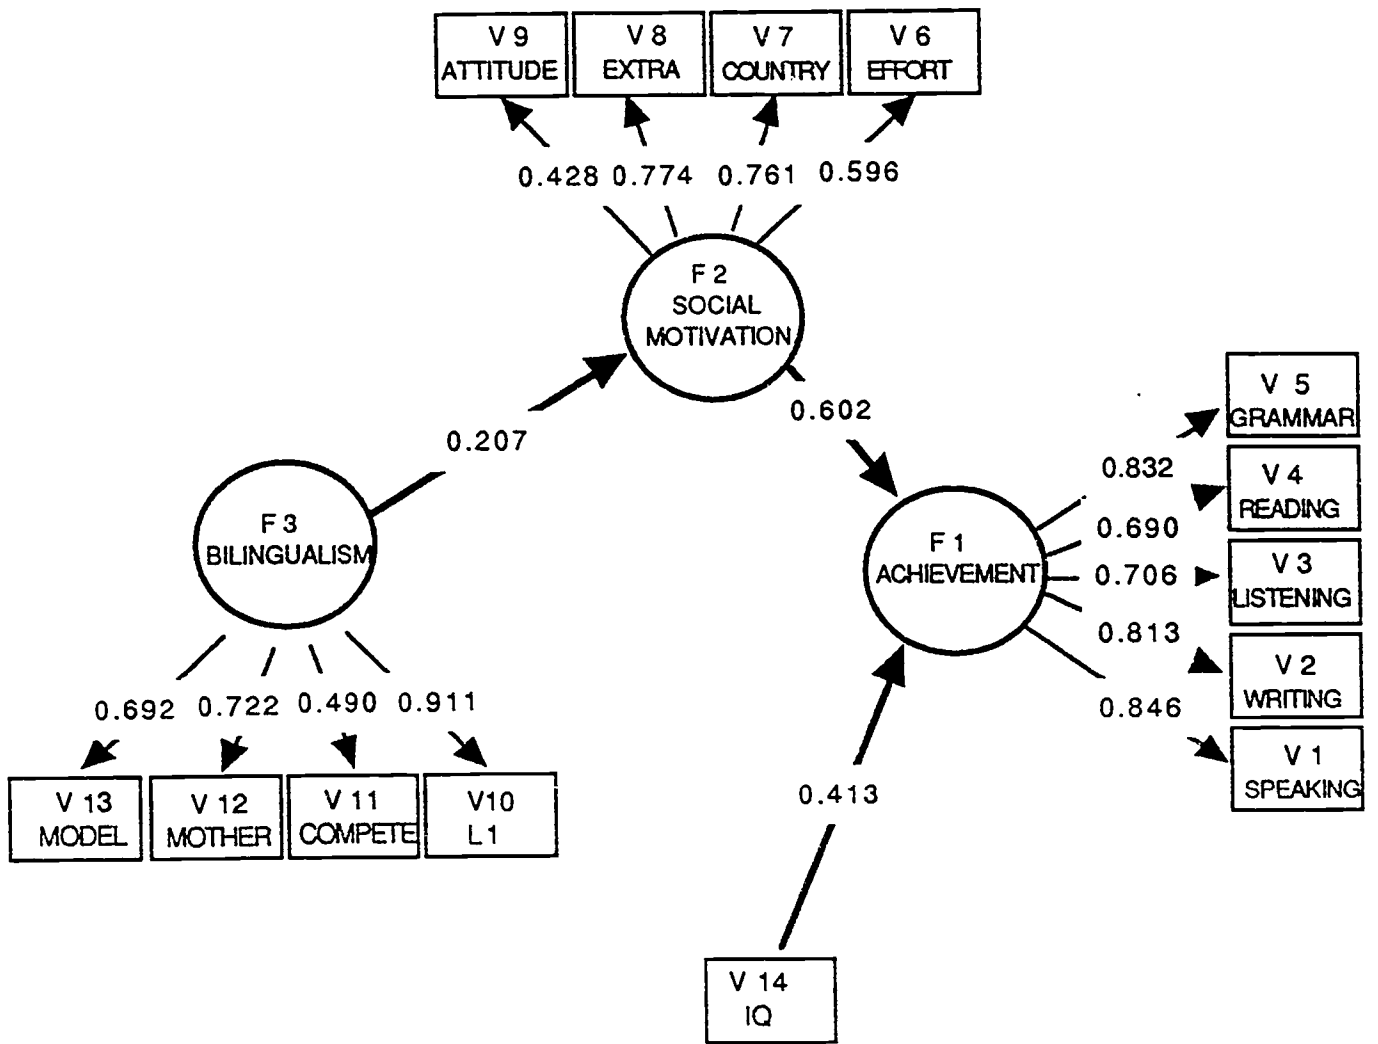 V 9
ATTITUDE
V 8
EXTRA
V 7
COUNTRY
V 6
EFFORT
0.428
0.774
0.761
0.596
F 2
SOCIAL
MOTIVATION
0.602
0.207
F 3
BILINGUALISM
0.692
0.722
0.490
0.911
V 13
MODEL
V 12
MOTHER
V 11
COMPETE
V10
L1
F 1
ACHIEVEMENT
0.832
0.690
0.706
0.813
0.846
V 5
GRAMMAR
V 4
READING
V 3
LISTENING
V 2
WRITING
V 1
SPEAKING
0.413
V 14
IQ